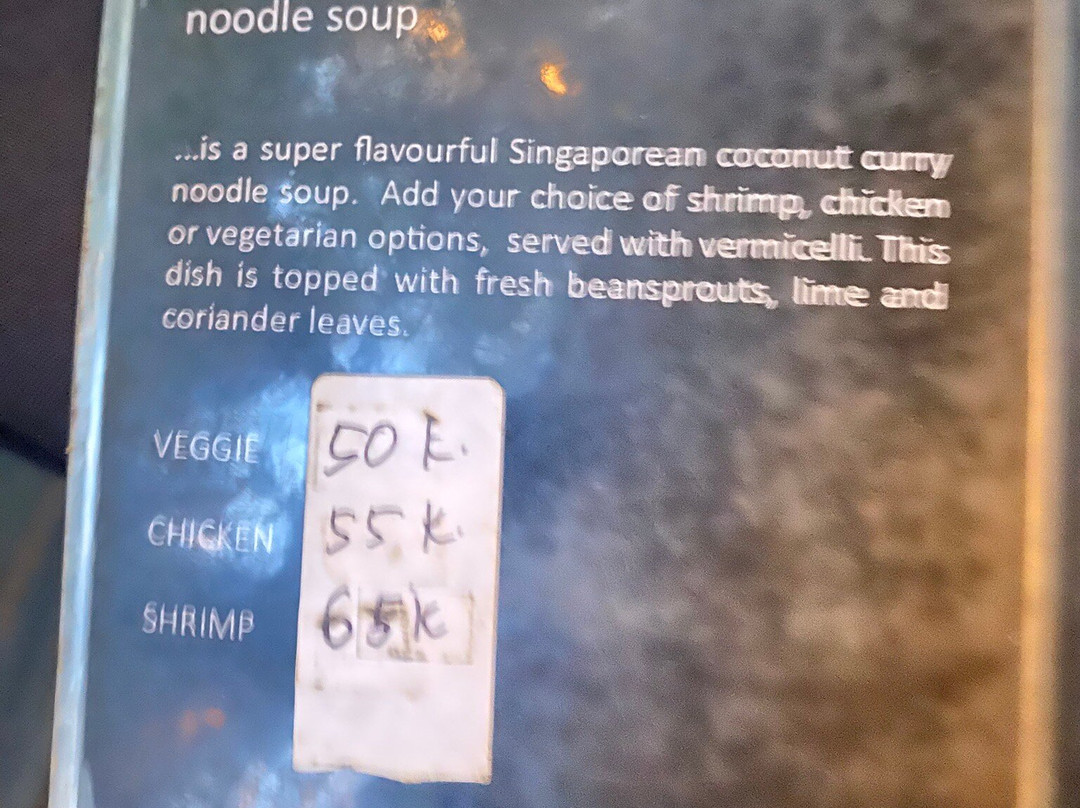 noodle soup
...is a super flavourful Singaporean coconut curry
noodle soup. Add your choice of shrimp, chicken
or vegetarian options, served with vermicelli. This
dish is topped with fresh beansprouts, lime and
coriander leaves.
VEGGIE 50 k.
CHICKEN 55 k.
SHRIMP 65k